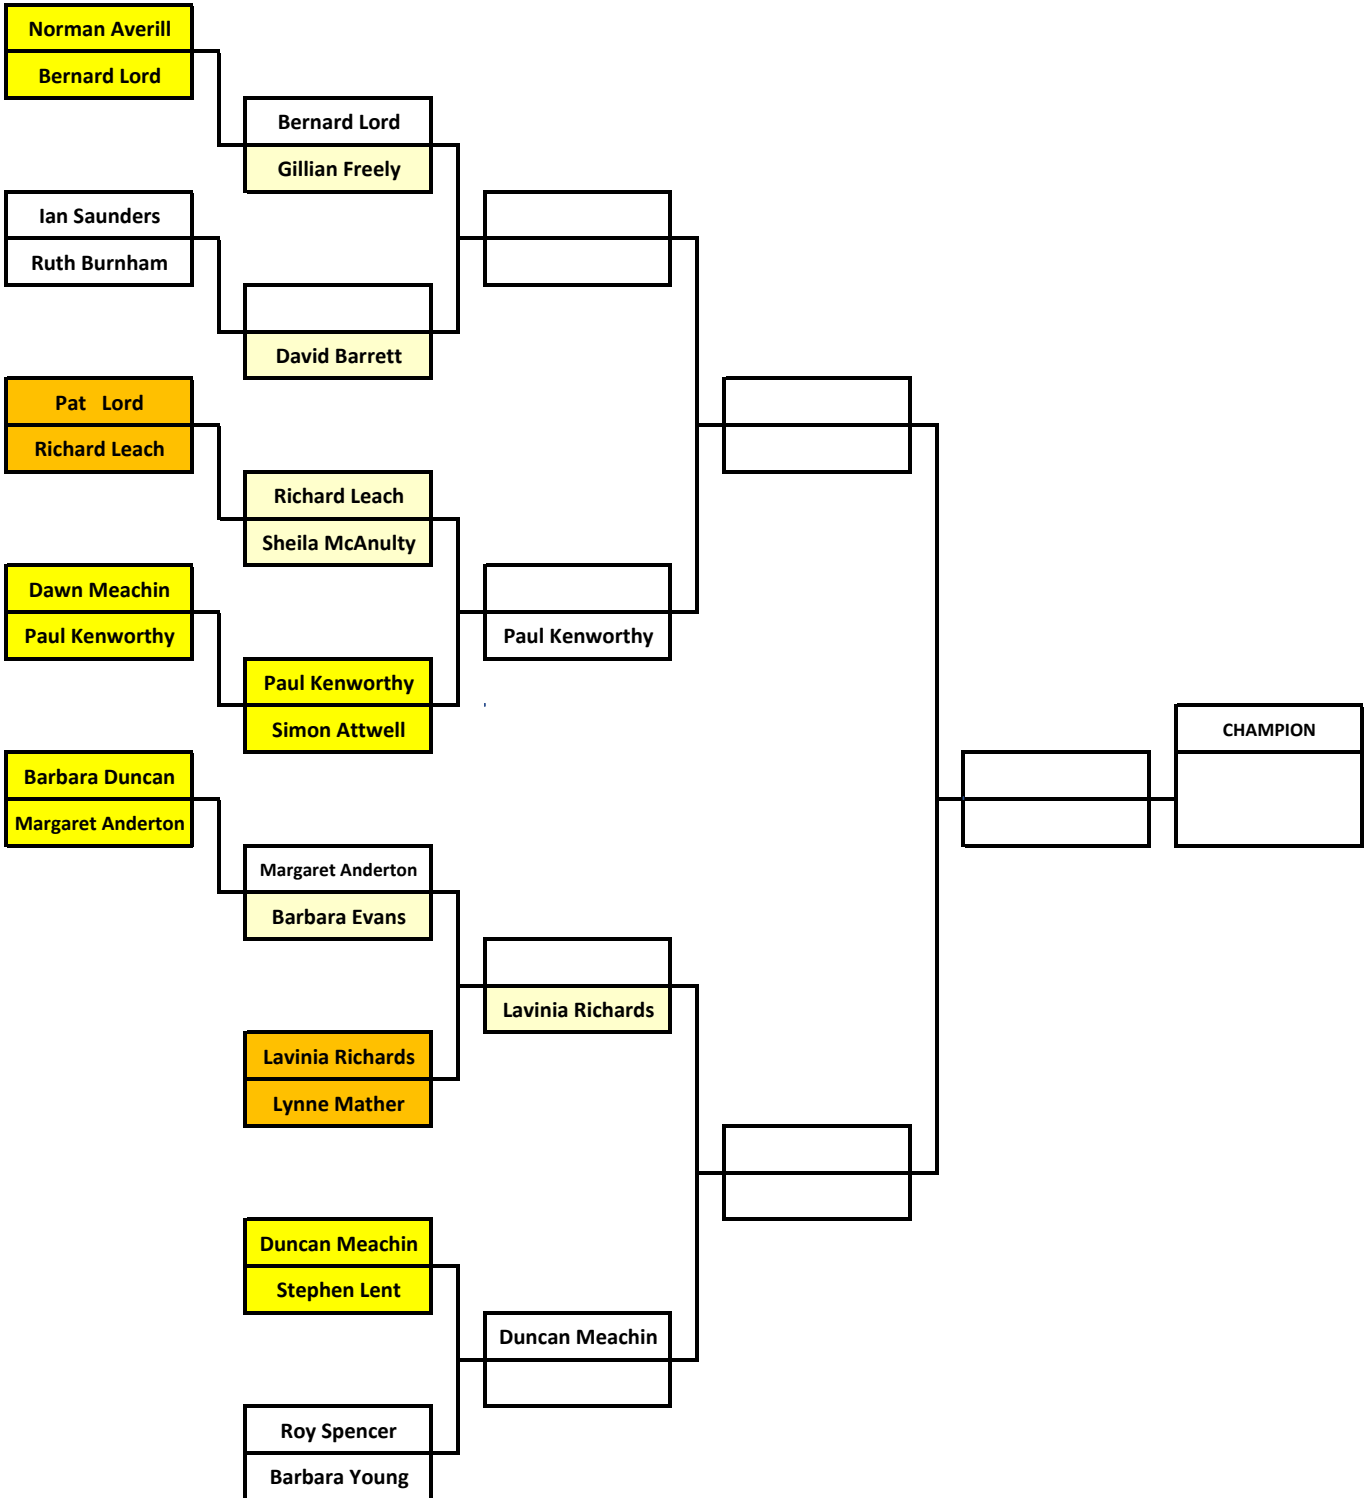 Norman Averill
Bernard Lord
Bernard Lord
Gillian Freely
Ian Saunders
Ruth Burnham
David Barrett
Pat Lord
Richard Leach
Richard Leach
Sheila McAnulty
Dawn Meachin
Paul Kenworthy
Paul Kenworthy
Paul Kenworthy
Simon Attwell
CHAMPION
Barbara Duncan
Margaret Anderton
Margaret Anderton
Barbara Evans
Lavinia Richards
Lavinia Richards
Lynne Mather
Duncan Meachin
Stephen Lent
Duncan Meachin
Roy Spencer
Barbara Young